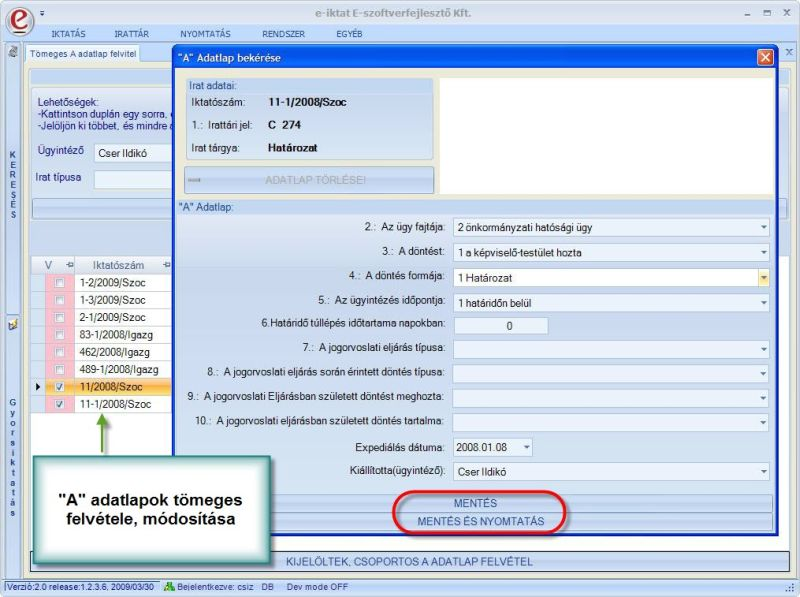 e-iktat E-szoftverfejlesztő Kft.
IKTATÁS IRATTÁR NYOMTATÁS RENDSZER EGYÉB
Tömeges A adatlap felvitel
"A" Adatlap bekérése
Irat adatai:
Iktatószám: 11-1/2008/Szoc
1.: Irattári jel: C 274
Irat tárgya: Határozat
ADATLAP TÖRLÉSE!
Lehetőségek:
-Kattintson duplán egy sorra,
-Jelöljön ki többet, és mindre
Ügyintéző Cser Ildikó
Irat típusa
KERESÉS
"A" Adatlap:
2.: Az ügy fajtája: 2 önkormányzati hatósági ügy
3.: A döntést: 1 a képviselő-testület hozta
4.: A döntés formája: 1 Határozat
5.: Az ügyintézés időpontja: 1 határidőn belül
6.Határidő túllépés időtartama napokban: 0
7.: A jogorvoslati eljárás típusa:
8.: A jogorvoslati eljárás során érintett döntés típusa:
9.: A jogorvoslati Eljárásban született döntést meghozta:
10.: A jogorvoslati eljárásban született döntés tartalma:
Expediálás dátuma: 2008.01.08
Kiállította(ügyintéző): Cser Ildikó
MENTÉS
MENTÉS ÉS NYOMTATÁS
V Iktatószám
1-2/2009/Szoc
1-3/2009/Szoc
2-1/2009/Szoc
83-1/2008/Igazg
462/2008/Igazg
489-1/2008/Igazg
11/2008/Szoc
11-1/2008/Szoc
Gyorsiktatás
"A" adatlapok tömeges
felvétele, módosítása
KIJELÖLTEK, CSOPORTOS A ADATLAP FELVÉTEL
Verzió:2.0 release:1.2.3.6, 2009/03/30 Bejelentkezve: csiz DB Dev mode OFF